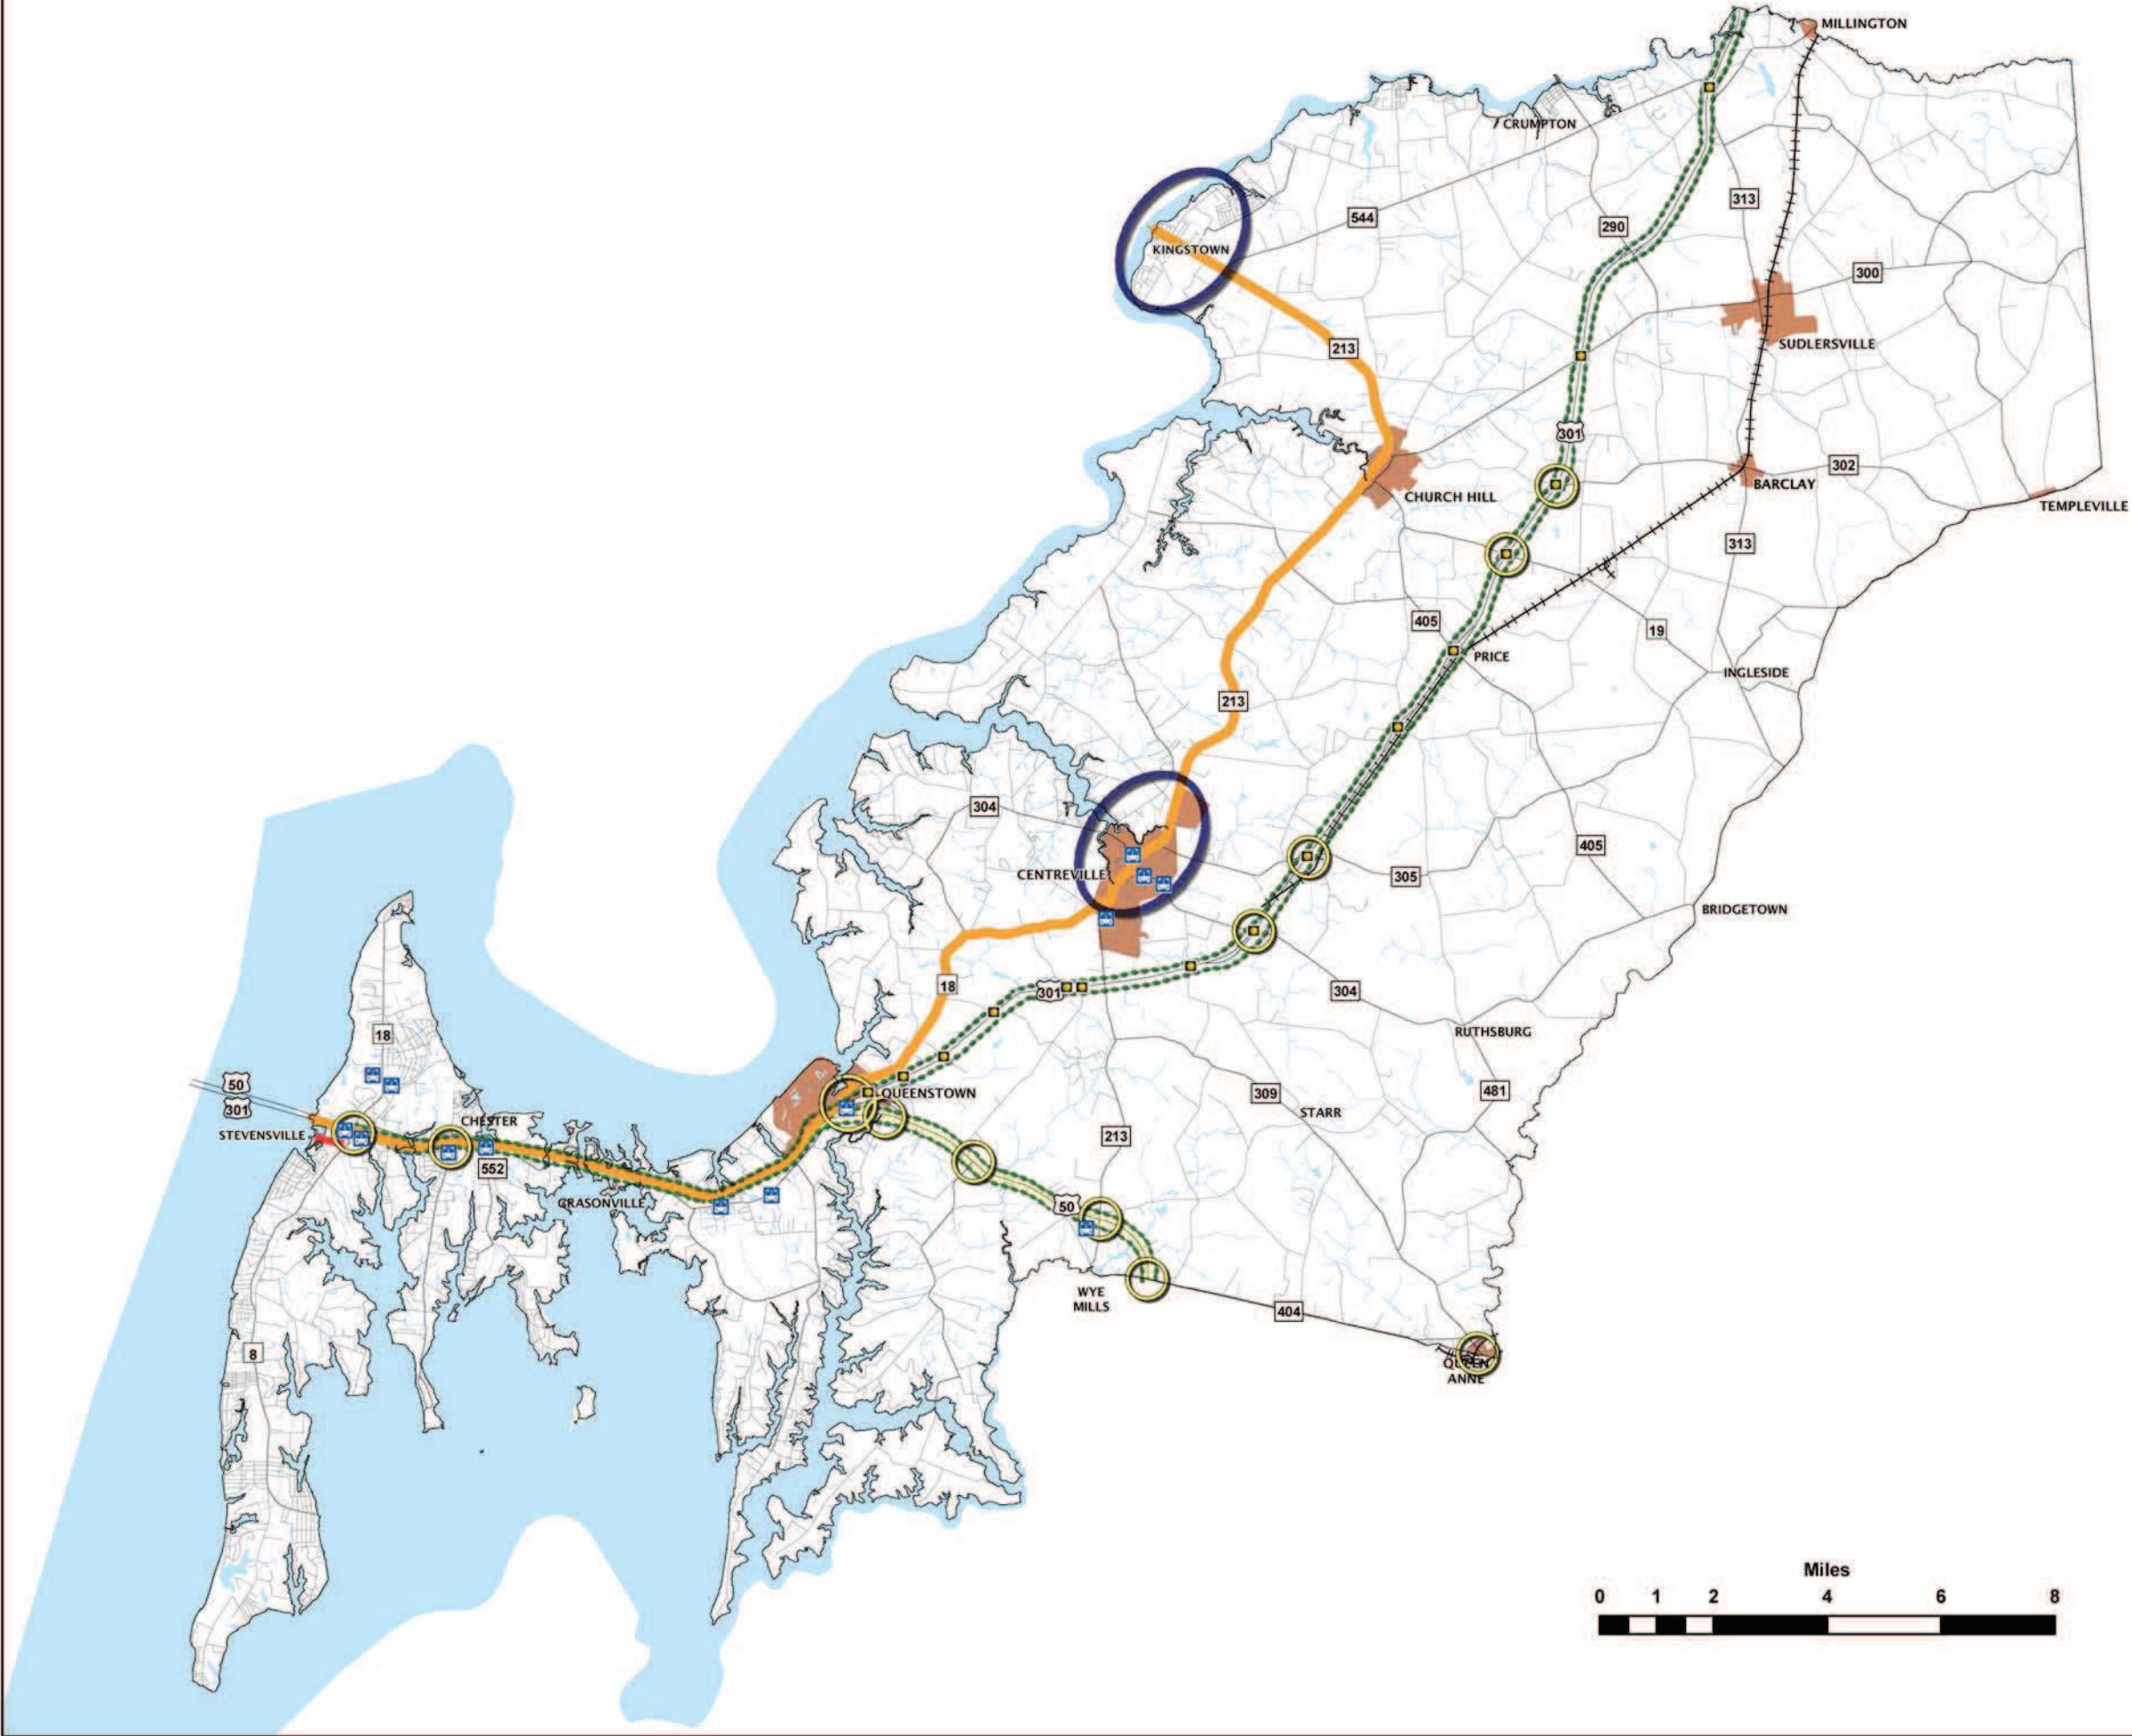 MILLINGTON
CRUMPTON
313
544
290
KINGSTOWN
300
213
SUDLERSVILLE
301
302
BARCLAY
CHURCH HILL
TEMPLEVILLE
313
405
19
PRICE
INGLESIDE
213
304
405
CENTREVILLE
305
BRIDGETOWN
18
301
304
RUTHSBURG
18
50
301
481
QUEENSTOWN
309
STARR
CHESTER
STEVENSVILLE
213
552
GRASONVILLE
50
WYE
MILLS
404
8
QUEEN
ANNE
Miles
0 1 2 4 6 8